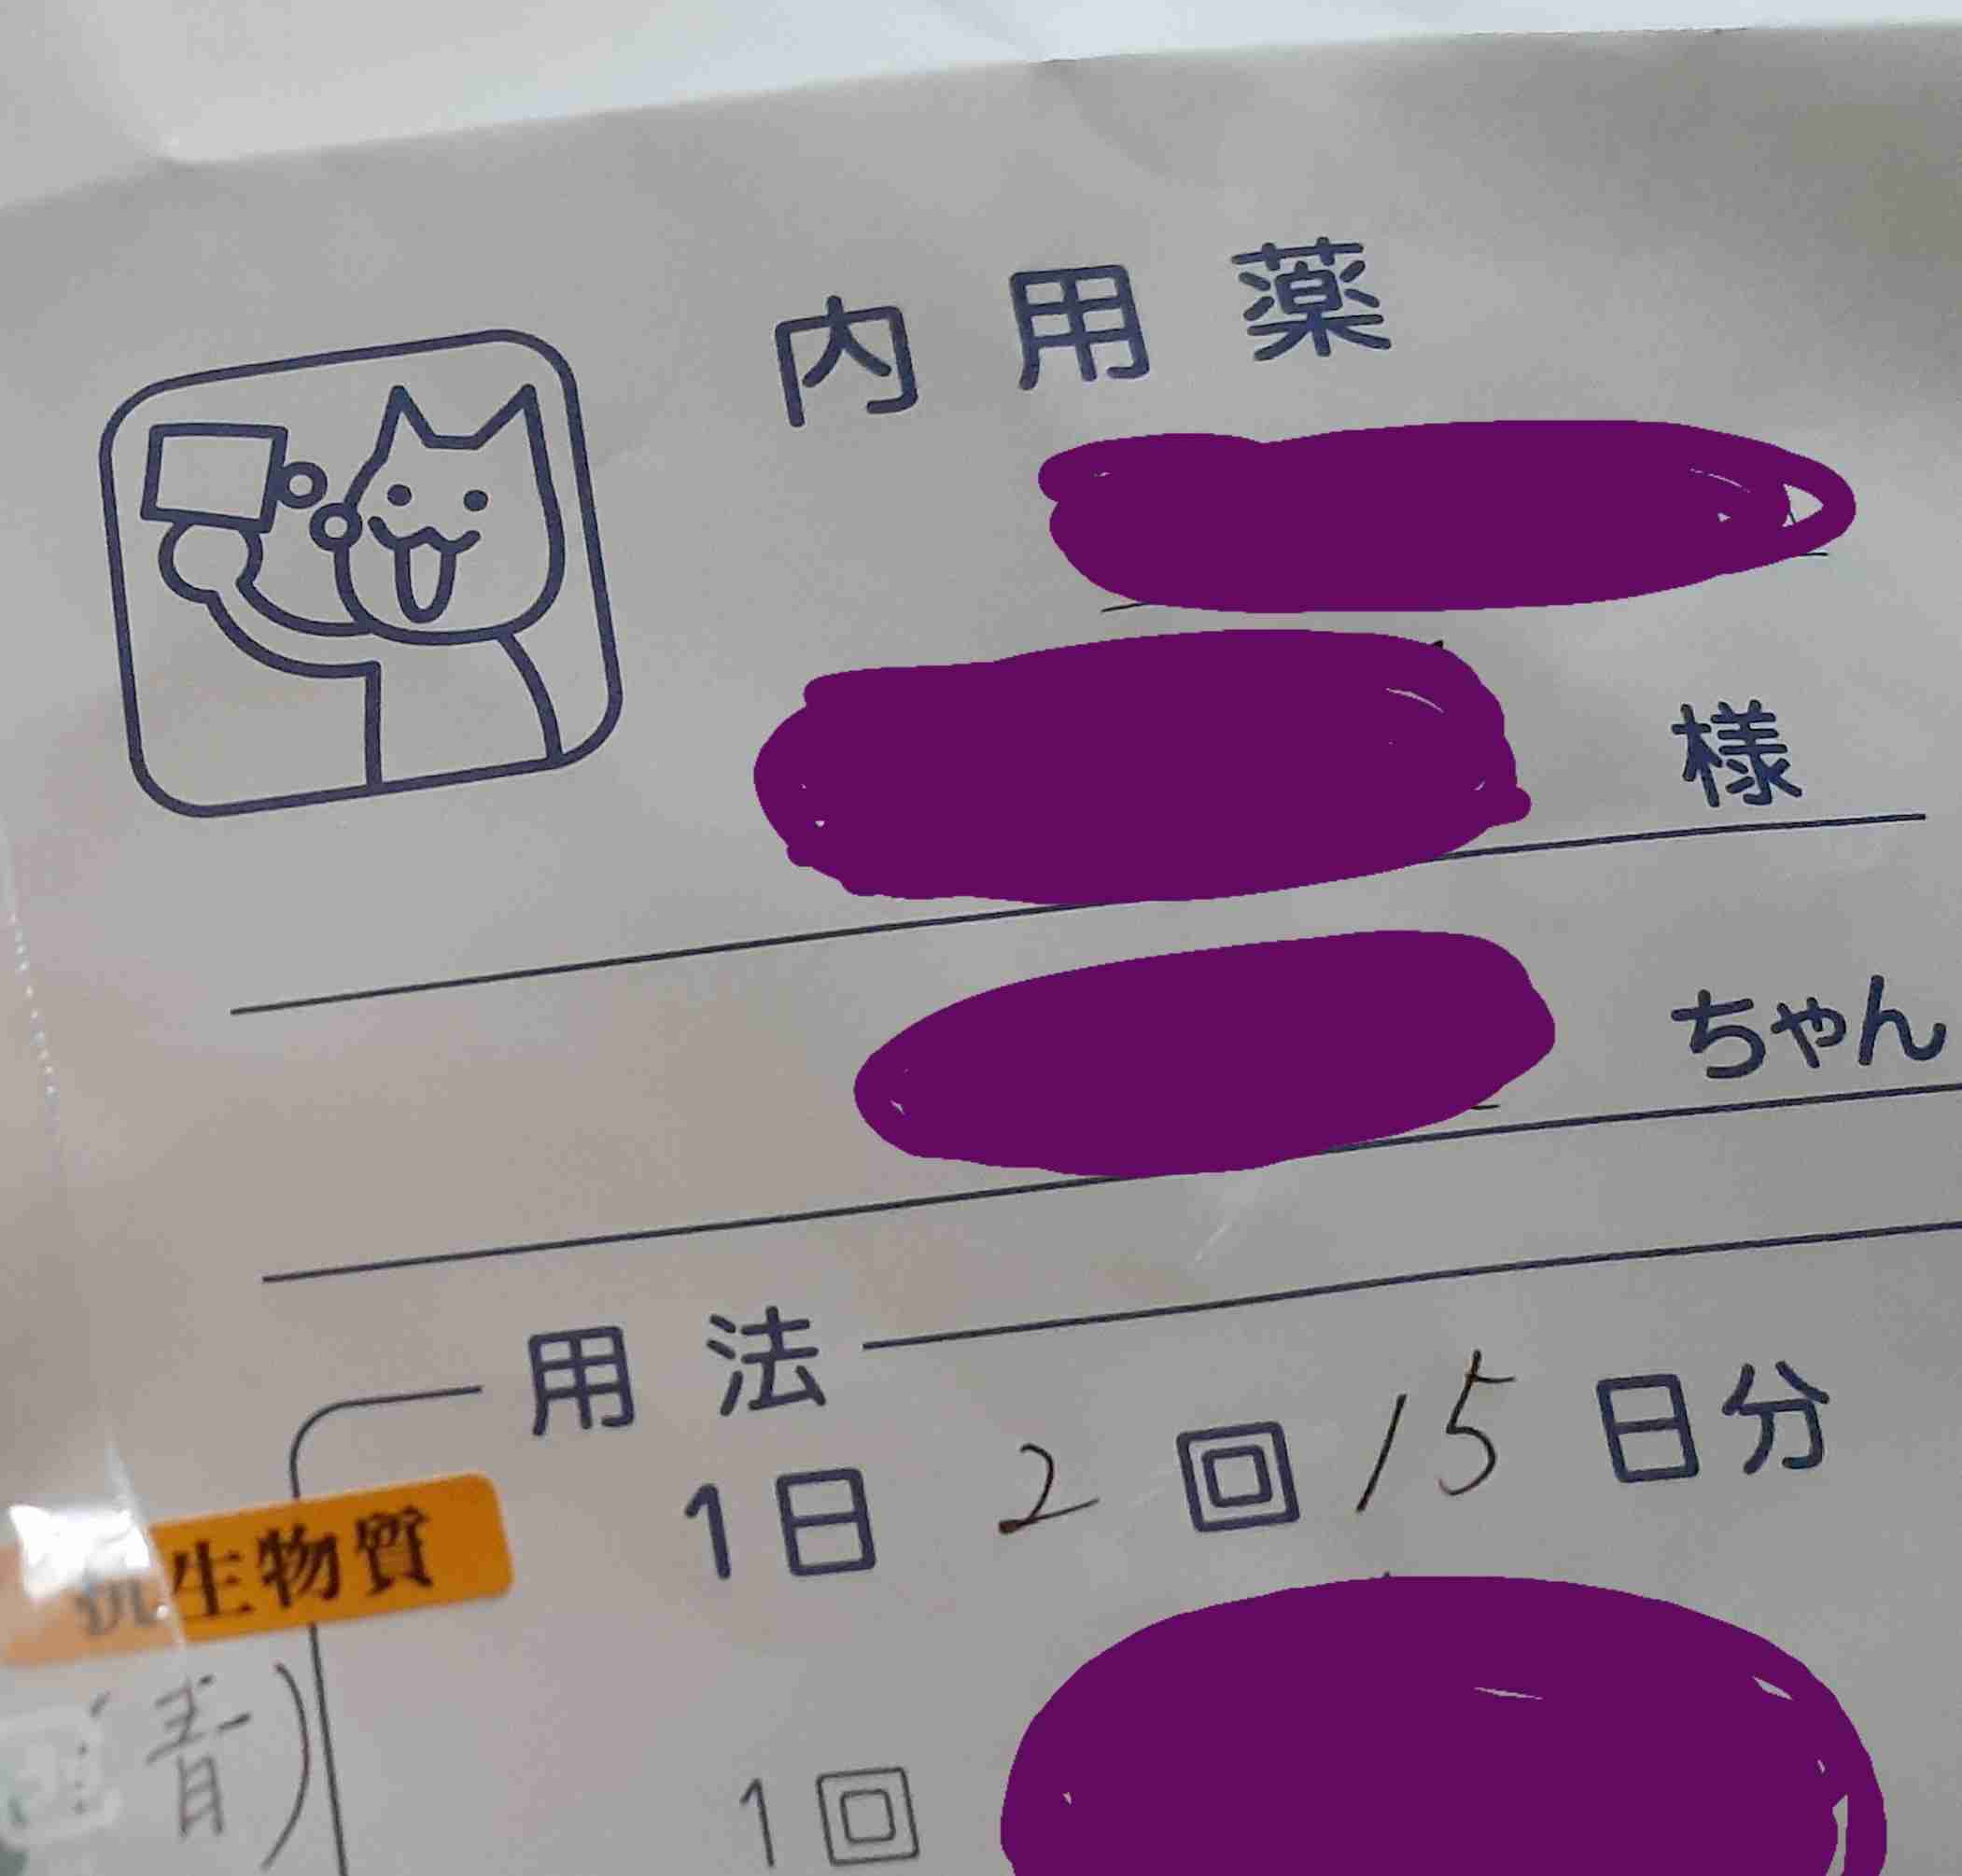 内用薬
様
ちゃん
用法
1日 2 回 15 日分
抗生物質
青)
1回